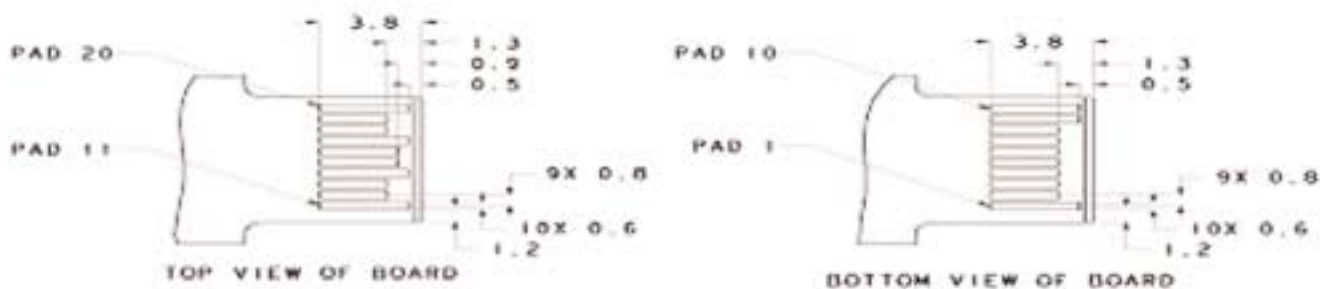 3.8
PAD 20
1.3
0.9
0.5
PAD 11
9X 0.8
10X 0.6
1.2
TOP VIEW OF BOARD
3.8
PAD 10
1.3
0.5
PAD 1
9X 0.8
10X 0.6
1.2
BOTTOM VIEW OF BOARD